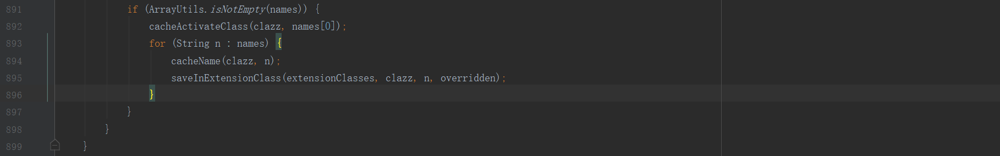 891 if (ArrayUtils.isNotEmpty(names)) {
892 cacheActivateClass(clazz, names[0]);
893 for (String n : names) {
894 cacheName(clazz, n);
895 saveInExtensionClass(extensionClasses, clazz, n, overridden);
896 }
897 }
898 }
899 }